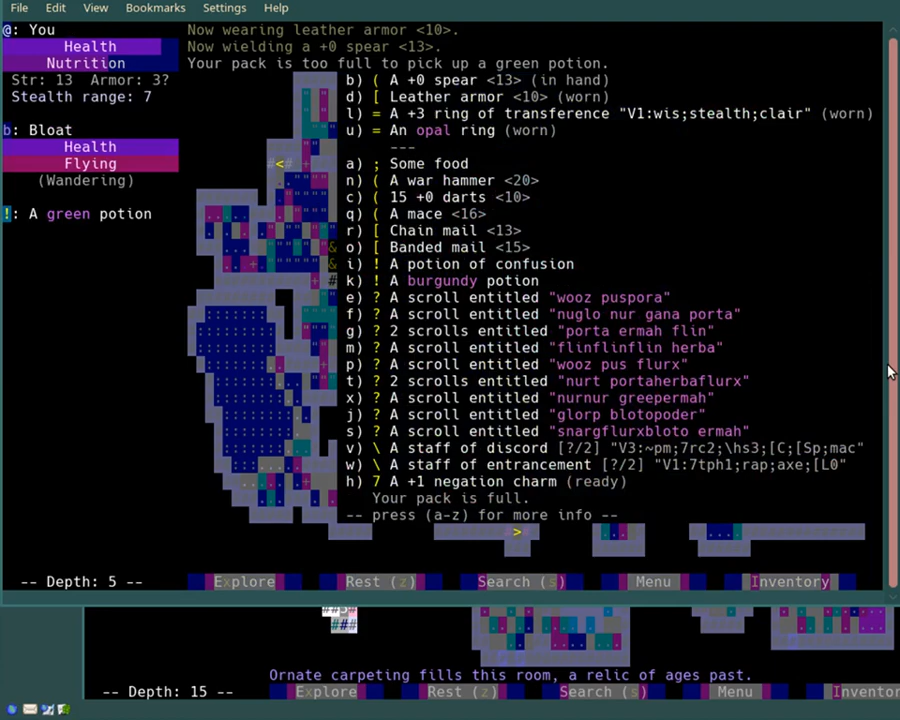 File Edit View Bookmarks Settings Help
@: You
Health
Nutrition
Str: 13 Armor: 3?
Stealth range: 7
b: Bloat
Health
Flying
(Wandering)
!: A green potion
Now wearing leather armor <10>.
Now wielding a +0 spear <13>.
Your pack is too full to pick up a green potion.
b) ( A +0 spear <13> (in hand)
d) [ Leather armor <10> (worn)
l) = A +3 ring of transference "V1:wis;stealth;clair" (worn)
u) = An opal ring (worn)
---
a) ; Some food
n) ( A war hammer <20>
c) ( 15 +0 darts <10>
q) ( A mace <16>
r) [ Chain mail <13>
o) [ Banded mail <15>
i) ! A potion of confusion
k) ! A burgundy potion
e) ? A scroll entitled "wooz puspora"
f) ? A scroll entitled "nuglo nur gana porta"
g) ? 2 scrolls entitled "porta ermah flin"
m) ? A scroll entitled "flinflinflin herba"
p) ? A scroll entitled "wooz pus flurx"
t) ? 2 scrolls entitled "nurt portaherbaflurx"
x) ? A scroll entitled "nurnur greepermah"
j) ? A scroll entitled "glorp blotopoder"
s) ? A scroll entitled "snargflurxbloto ermah"
v) \ A staff of discord [?/2] "V3:~pm;7rc2;\hs3;[C;[Sp;mac"
w) \ A staff of entrancement [?/2] "V1:7tph1;rap;axe;[L0"
h) 7 A +1 negation charm (ready)
Your pack is full.
-- press (a-z) for more info --
-- Depth: 5 -- Explore Rest (z) Search (s) Menu Inventory
Ornate carpeting fills this room, a relic of ages past.
-- Depth: 15 -- Explore Rest (z) Search (s) Menu Inventor